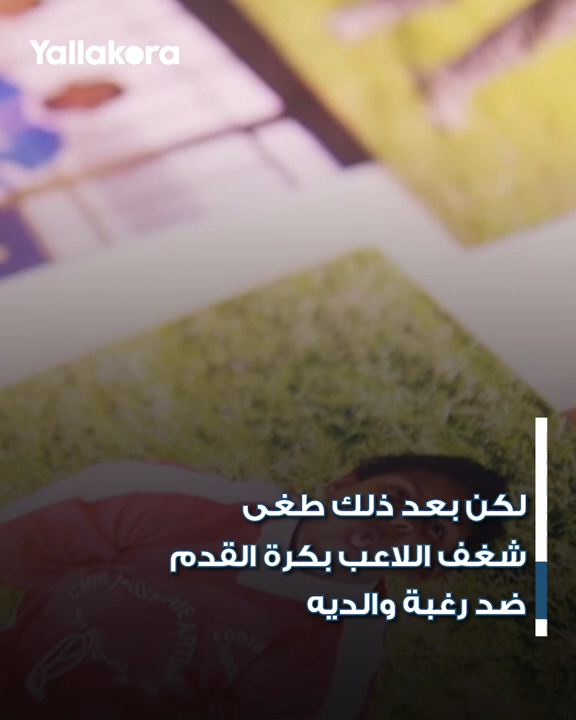 Yallakora
لكن بعد ذلك طغى
شغف اللاعب بكرة القدم
ضد رغبة والديه